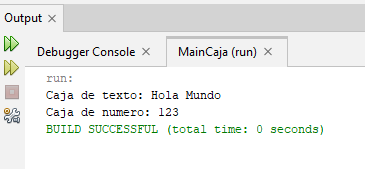 Output
Debugger Console
MainCaja (run)
run:
Caja de texto: Hola Mundo
Caja de numero: 123
BUILD SUCCESSFUL (total time: 0 seconds)